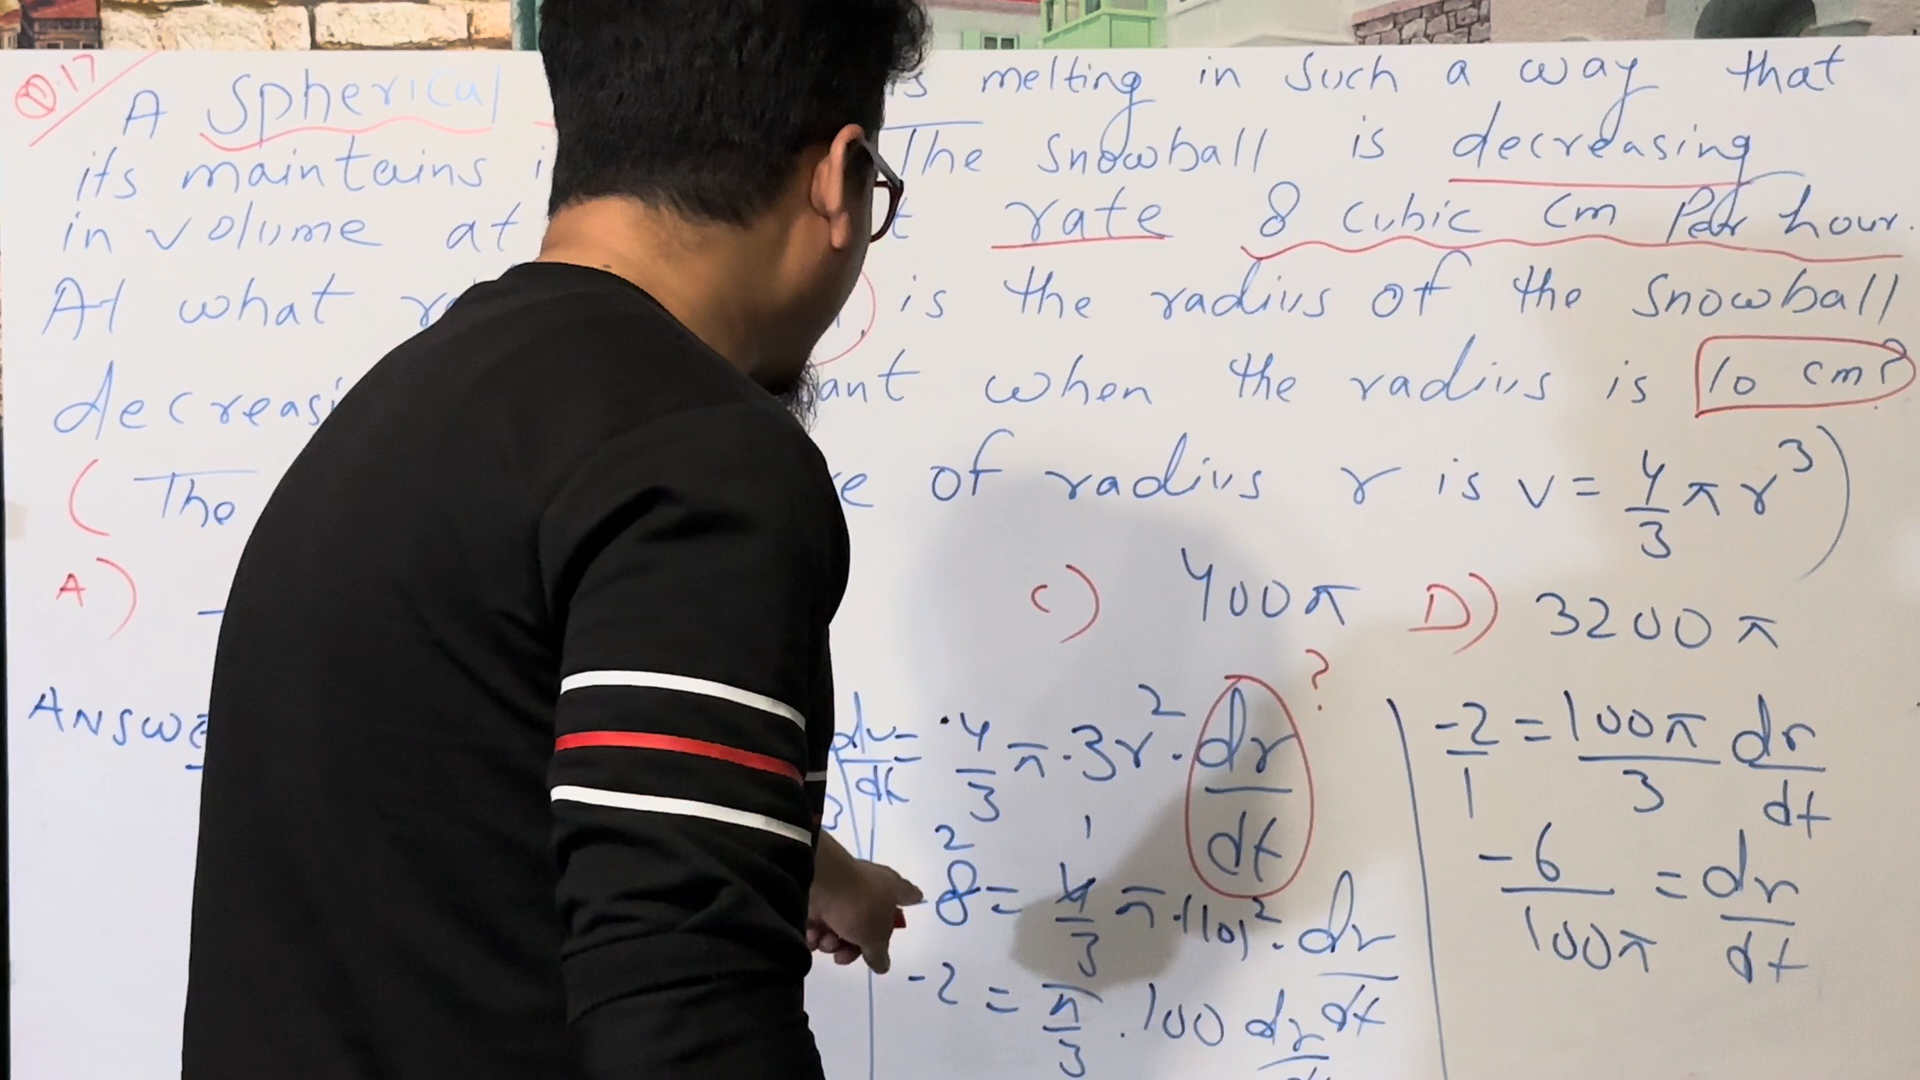 Q.17
A Spherical s melting in such a way that
its maintains i The snowball is decreasing
in volume at t rate 8 cubic cm Per hour.
At what is the radius of the snowball
decreasi ant when the radius is 10 cm?
( The e of radius r is v = 4/3 π r³ )
A) - C) 400π D) 3200π
ANSWE
dv/dt = 4/3 π · 3r² · dr/dt ?
-8 = 4/3 π · (10)² · dr/dt
-2 = π/3 · 100 dr/dt
-2/1 = 100π/3 dr/dt
-6/100π = dr/dt